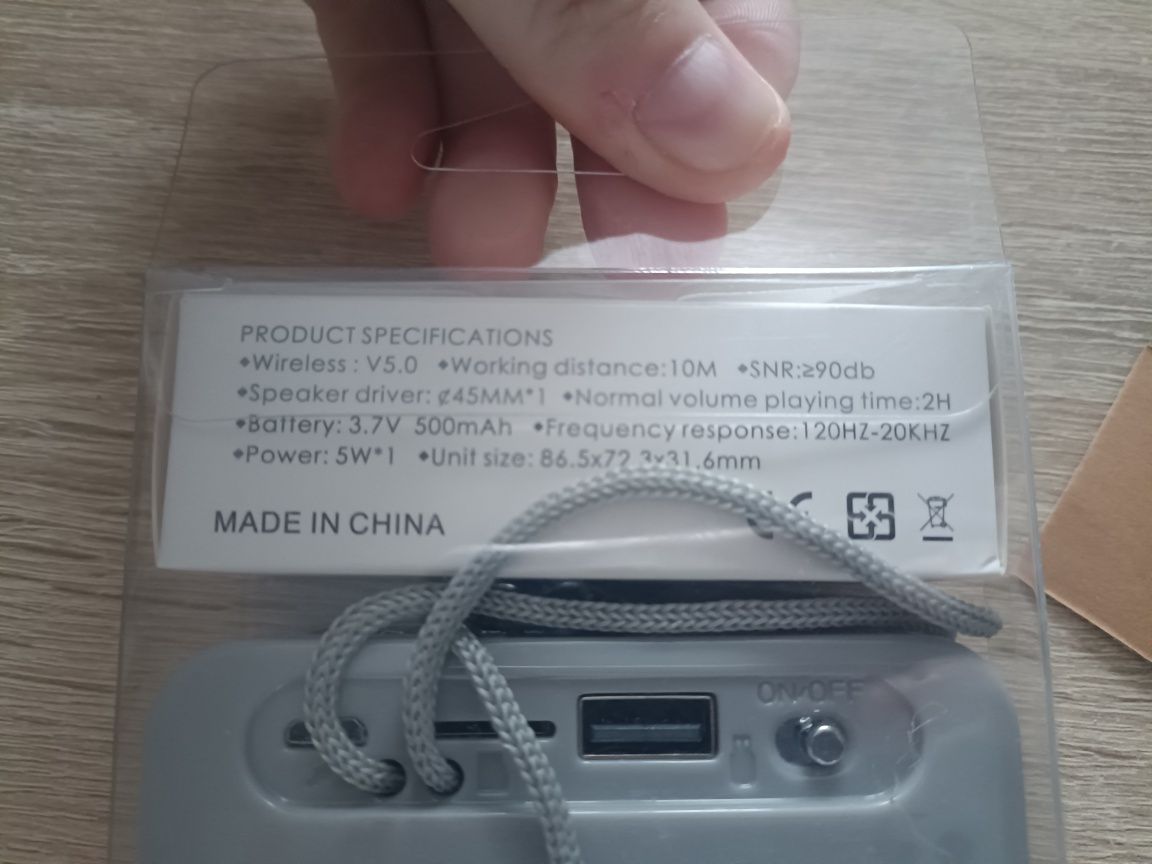 PRODUCT SPECIFICATIONS
◆Wireless : V5.0 ◆Working distance:10M ◆SNR:≥90db
◆Speaker driver: ¢45MM*1 ◆Normal volume playing time:2H
◆Battery: 3.7V 500mAh ◆Frequency response:120HZ-20KHZ
◆Power: 5W*1 ◆Unit size: 86.5x72.3x31.6mm
MADE IN CHINA
ON/OFF